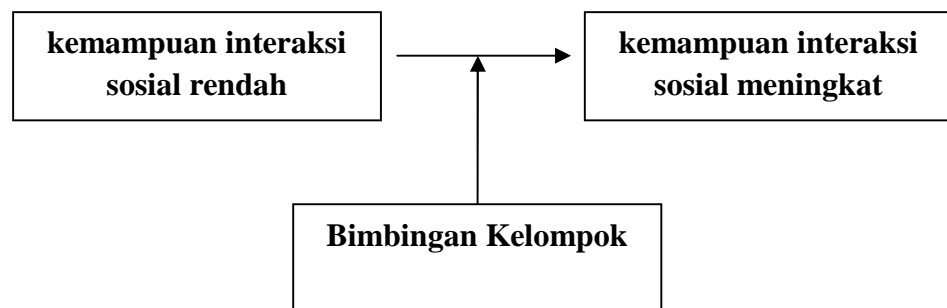 kemampuan interaksi
sosial rendah
kemampuan interaksi
sosial meningkat
Bimbingan Kelompok